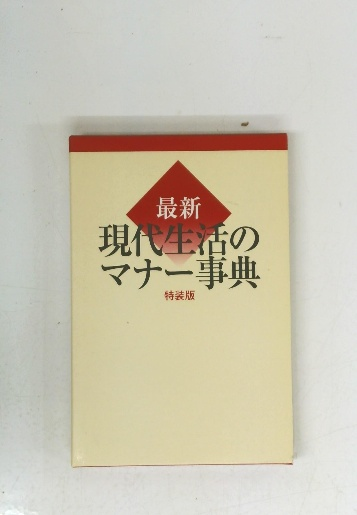 最新
現代生活の
マナー事典
特装版